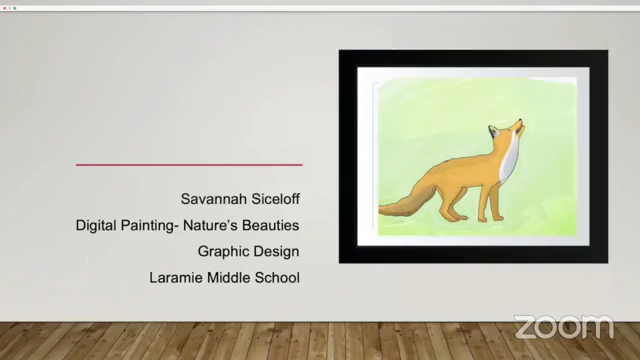 Savannah Siceloff
Digital Painting- Nature's Beauties
Graphic Design
Laramie Middle School
zoom